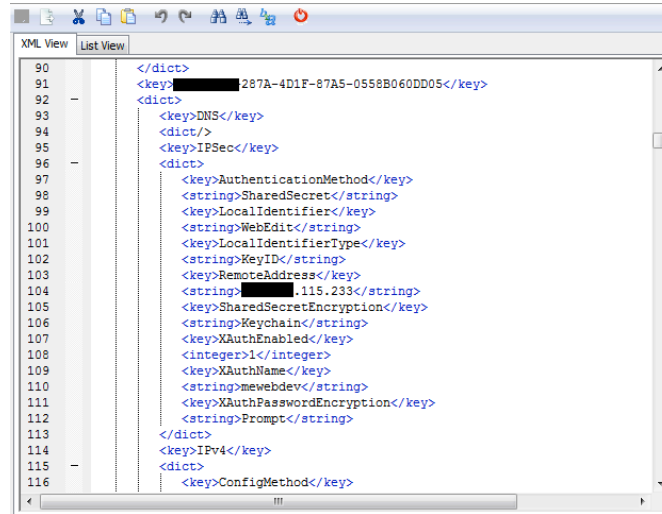 XML View List View
90 </dict>
91 <key> -287A-4D1F-87A5-0558B060DD05</key>
92 − <dict>
93 <key>DNS</key>
94 <dict/>
95 <key>IPSec</key>
96 − <dict>
97 <key>AuthenticationMethod</key>
98 <string>SharedSecret</string>
99 <key>LocalIdentifier</key>
100 <string>WebEdit</string>
101 <key>LocalIdentifierType</key>
102 <string>KeyID</string>
103 <key>RemoteAddress</key>
104 <string> .115.233</string>
105 <key>SharedSecretEncryption</key>
106 <string>Keychain</string>
107 <key>XAuthEnabled</key>
108 <integer>1</integer>
109 <key>XAuthName</key>
110 <string>mewebdev</string>
111 <key>XAuthPasswordEncryption</key>
112 <string>Prompt</string>
113 </dict>
114 <key>IPv4</key>
115 − <dict>
116 <key>ConfigMethod</key>